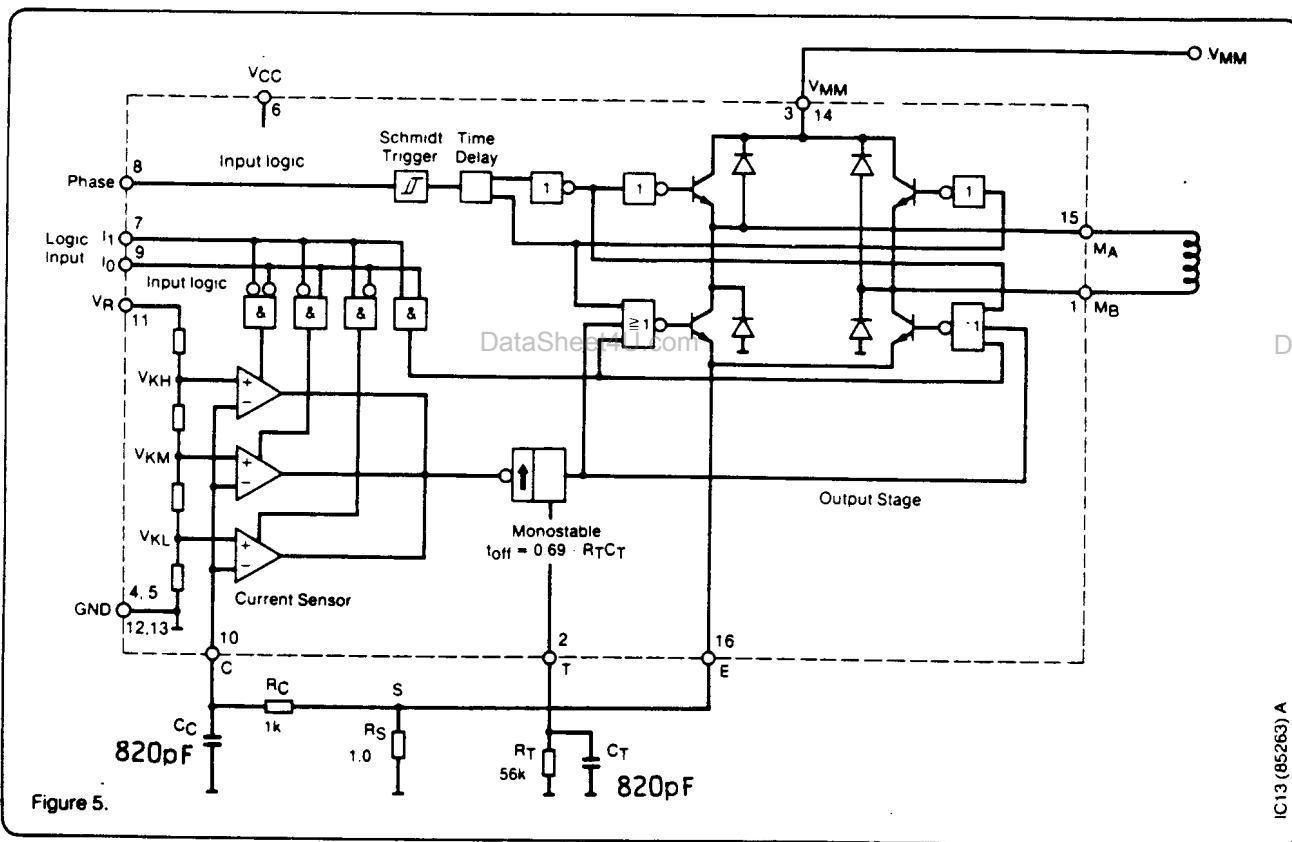 VMM
VCC
6
VMM
3 14
Schmidt Trigger
Time Delay
Input logic
Phase 8
1
1
1
15
MA
Logic Input
I1 7
I0 9
Input logic
VR
11
& & & &
≥1
1
1
MB
DataSheet4U.com
D
VKH
+
−
VKM
+
−
VKL
+
−
Output Stage
Monostable
toff = 0 69 · RTCT
Current Sensor
4, 5
GND
12,13
10
C
2
T
16
E
RC
1k
S
CC
820pF
RS
1.0
RT
56k
CT
820pF
Figure 5.
IC13 (85263) A